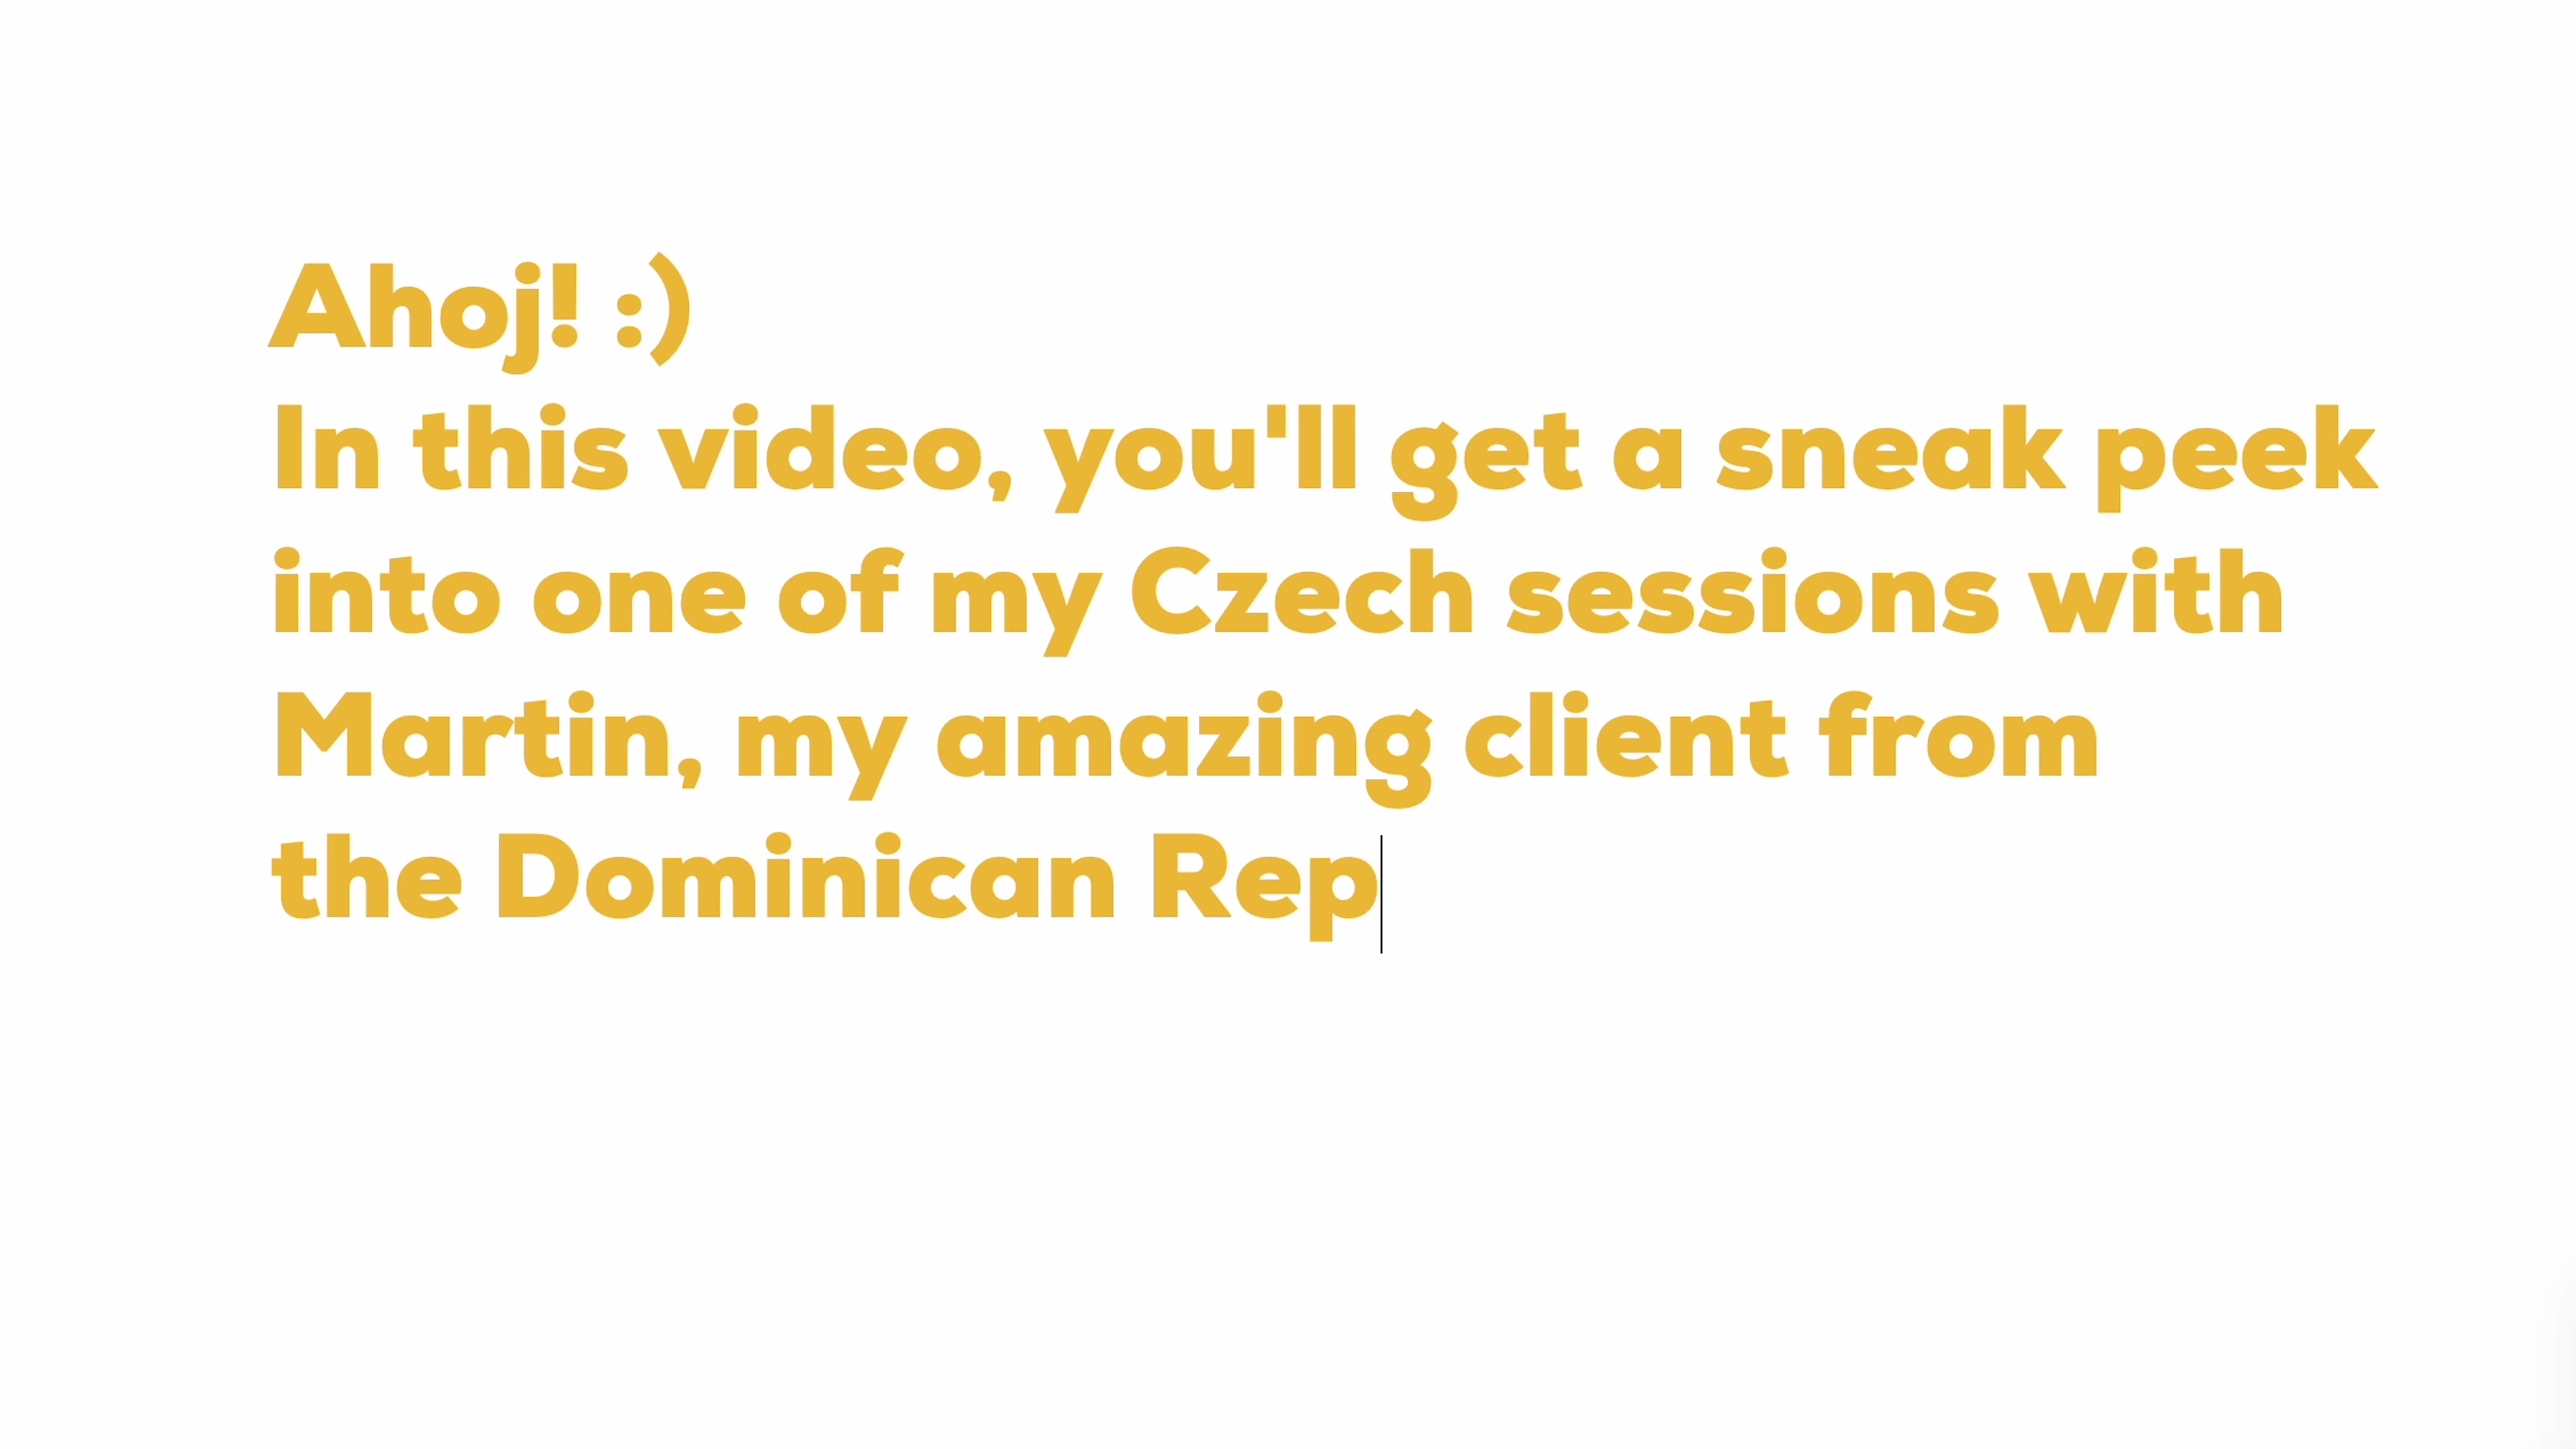 Ahoj! :)
In this video, you'll get a sneak peek
into one of my Czech sessions with
Martin, my amazing client from
the Dominican Rep